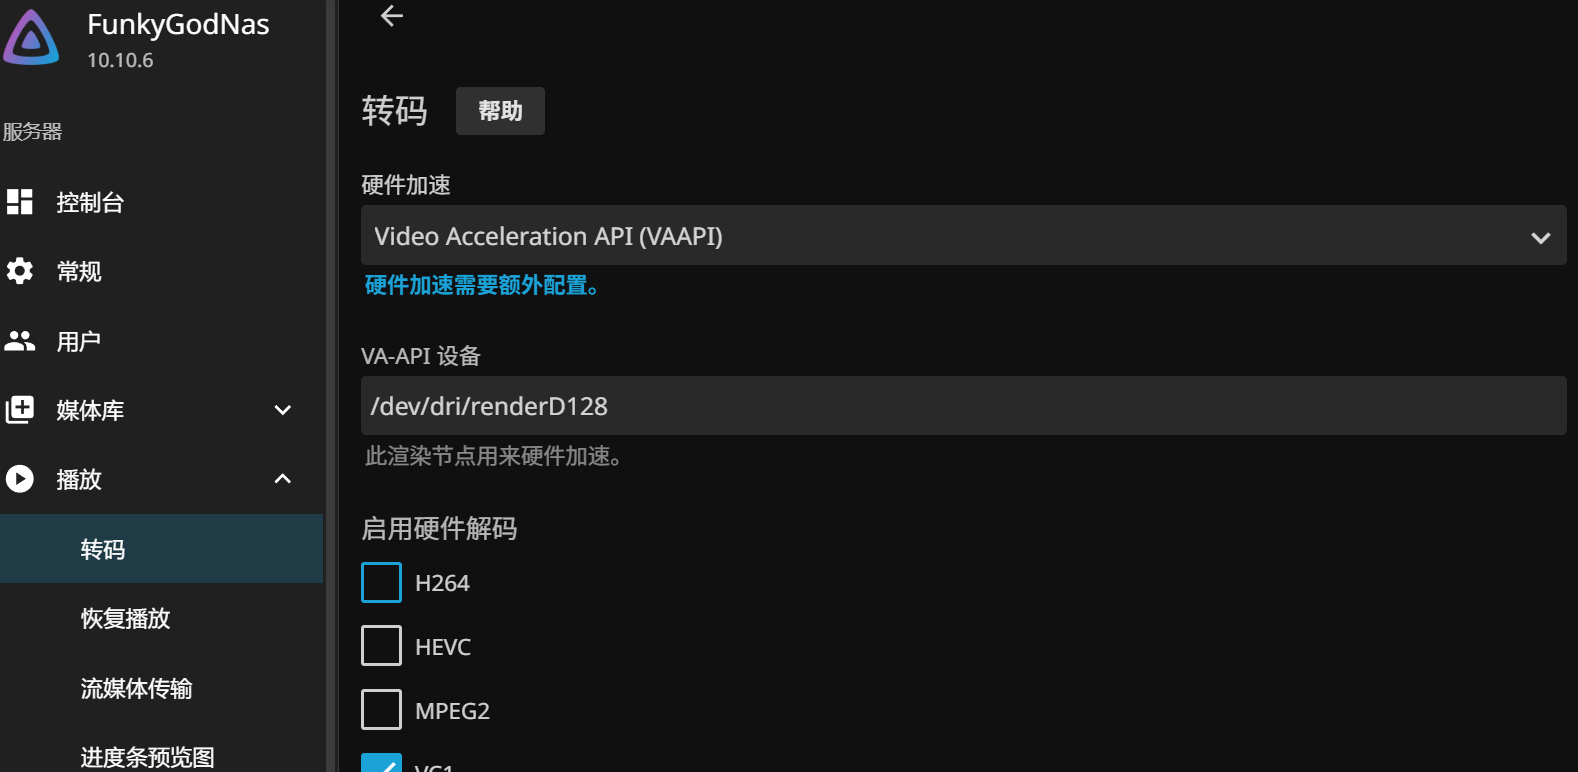 FunkyGodNas
10.10.6
服务器
控制台
常规
用户
媒体库
播放
转码
恢复播放
流媒体传输
进度条预览图
转码
帮助
硬件加速
Video Acceleration API (VAAPI)
硬件加速需要额外配置。
VA-API 设备
/dev/dri/renderD128
此渲染节点用来硬件加速。
启用硬件解码
H264
HEVC
MPEG2
VC1